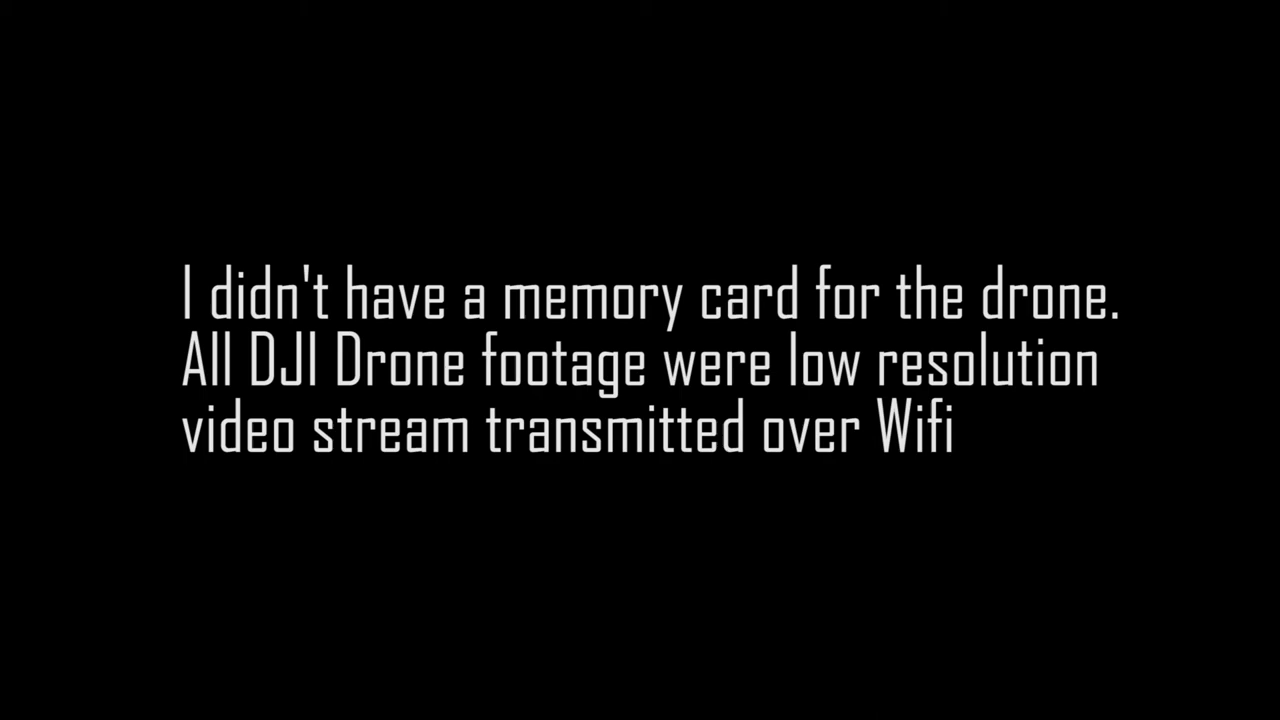 I didn't have a memory card for the drone.
All DJI Drone footage were low resolution
video stream transmitted over Wifi